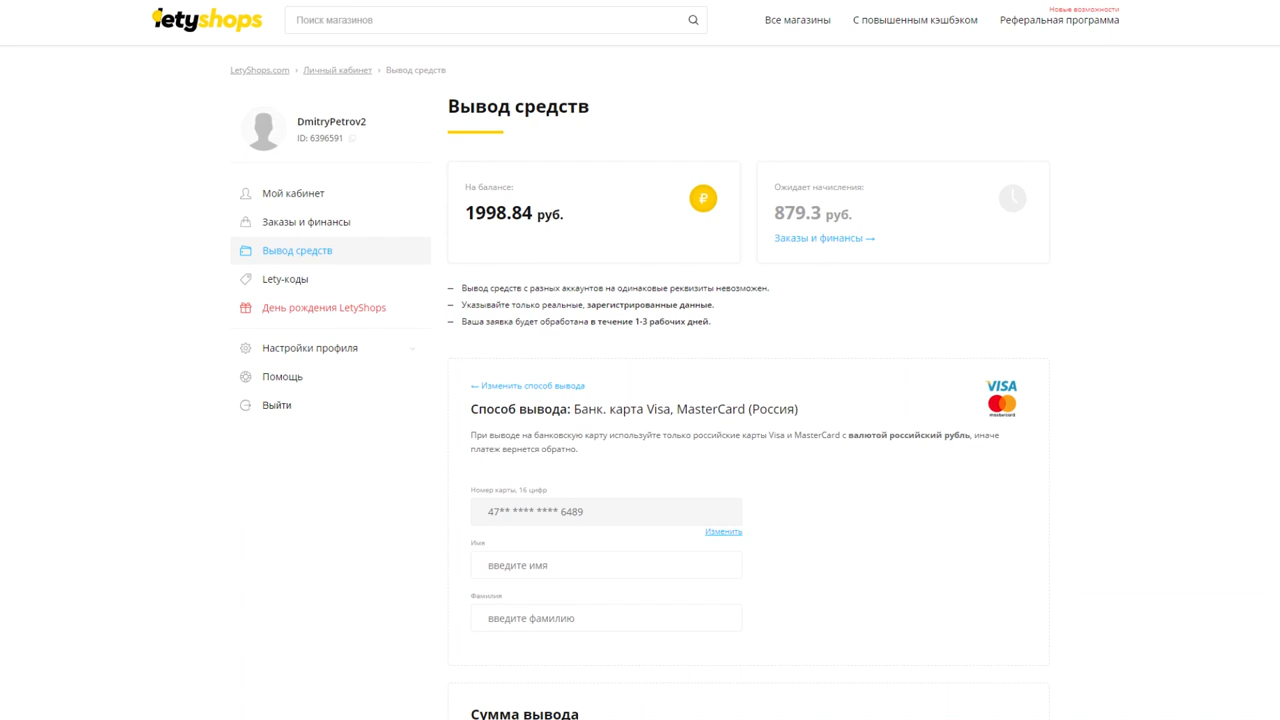 letyshops
Поиск магазинов
Все магазины
С повышенным кэшбэком
Новые возможности
Реферальная программа
LetyShops.com › Личный кабинет › Вывод средств
DmitryPetrov2
ID: 6396591
Мой кабинет
Заказы и финансы
Вывод средств
Lety-коды
День рождения LetyShops
Настройки профиля
Помощь
Выйти
Вывод средств
На балансе:
1998.84 руб.
₽
Ожидает начисления:
879.3 руб.
Заказы и финансы →
— Вывод средств с разных аккаунтов на одинаковые реквизиты невозможен.
— Указывайте только реальные, зарегистрированные данные.
— Ваша заявка будет обработана в течение 1-3 рабочих дней.
← Изменить способ вывода
VISA
mastercard
Способ вывода: Банк. карта Visa, MasterCard (Россия)
При выводе на банковскую карту используйте только российские карты Visa и MasterCard с валютой российский рубль, иначе
платеж вернется обратно.
Номер карты, 16 цифр
47** **** **** 6489
Изменить
Имя
введите имя
Фамилия
введите фамилию
Сумма вывода